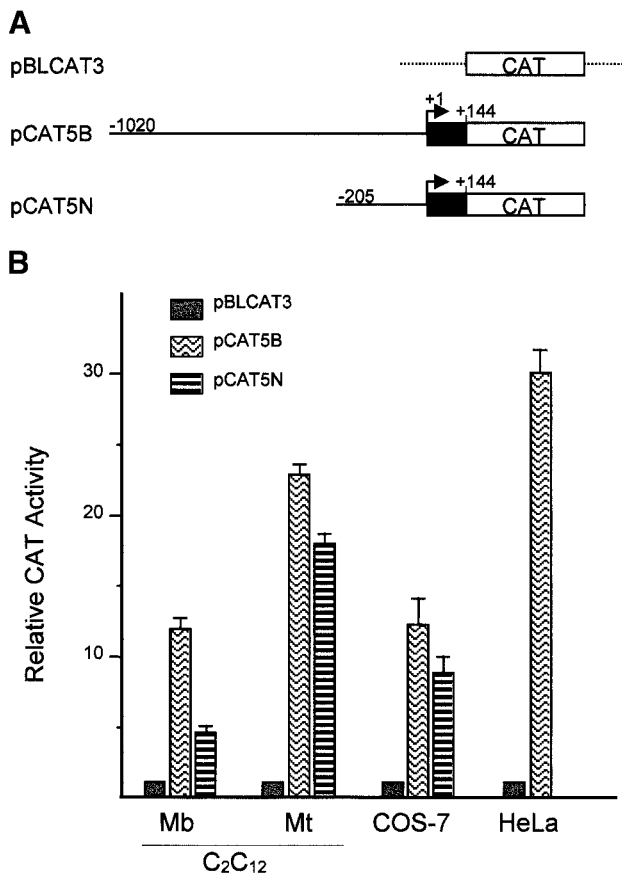 A
pBLCAT3
CAT
+1
pCAT5B
-1020
+144
CAT
pCAT5N
-205
+144
CAT
B
pBLCAT3
pCAT5B
pCAT5N
30
20
10
Relative CAT Activity
Mb
Mt
COS-7
HeLa
C₂C₁₂